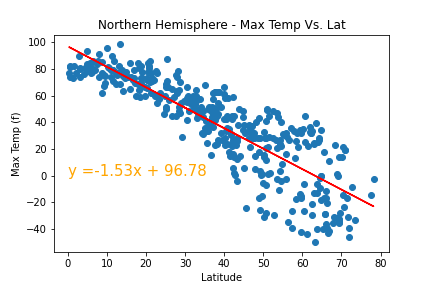 Northern Hemisphere - Max Temp Vs. Lat
100
80
60
40
20
0
−20
−40
Max Temp (f)
y =-1.53x + 96.78
0 10 20 30 40 50 60 70 80
Latitude